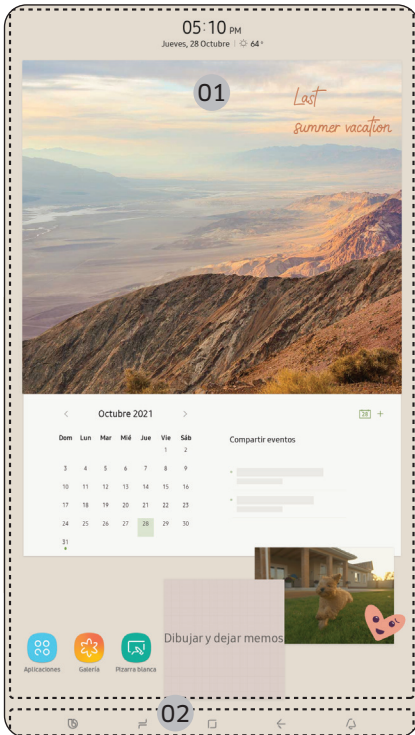 05:10 PM
Jueves, 28 Octubre | 64°
01
Last
summer vacation
Octubre 2021
28 +
Dom Lun Mar Mié Jue Vie Sáb
1 2
3 4 5 6 7 8 9
10 11 12 13 14 15 16
17 18 19 20 21 22 23
24 25 26 27 28 29 30
31
Compartir eventos
Dibujar y dejar memos
Aplicaciones Galería Pizarra blanca
02